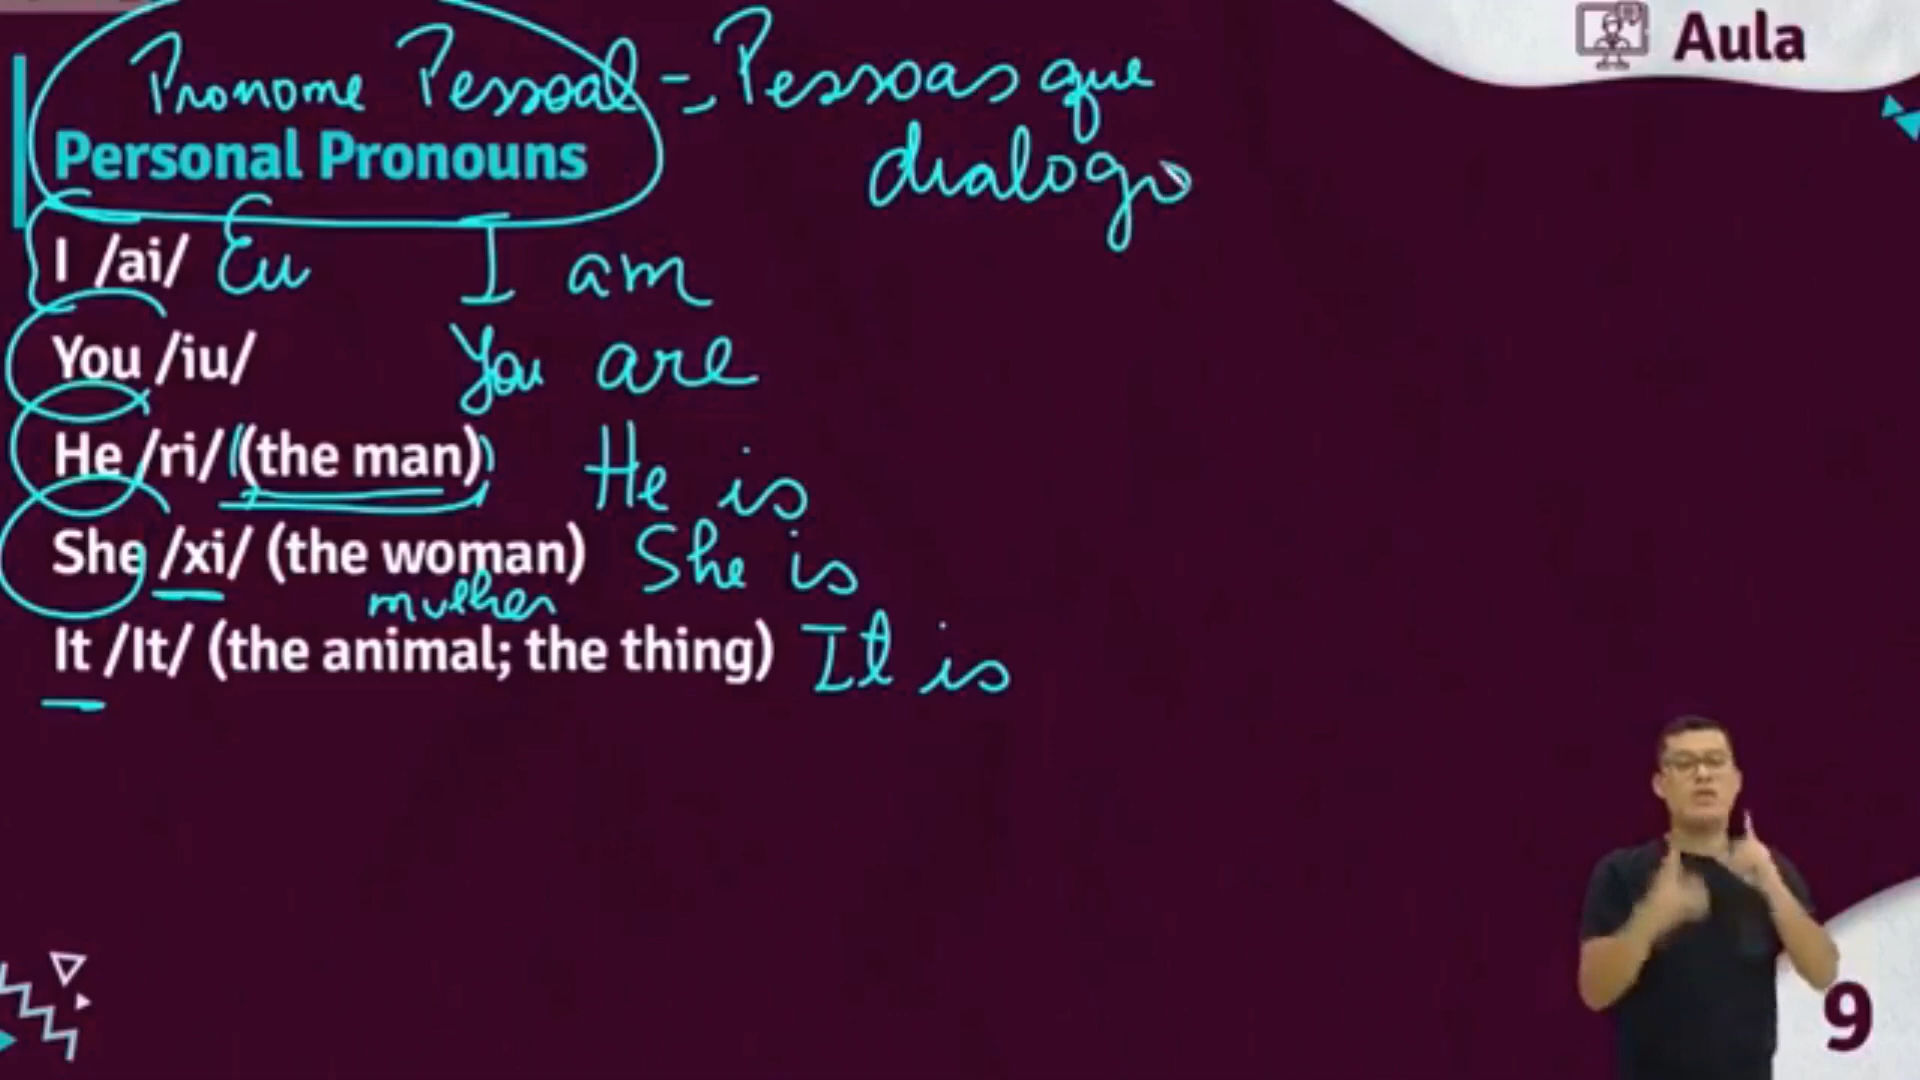 Aula
Pronome Pessoal -> Pessoas que
dialogo
Personal Pronouns
I /ai/ Eu I am
You /iu/ You are
He /ri/ (the man) He is
She /xi/ (the woman) She is
mulher
It /It/ (the animal; the thing) It is
9